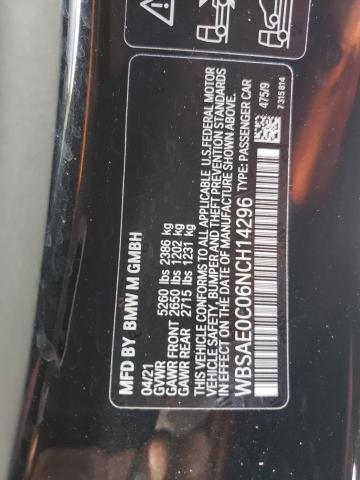 MFD BY BMW M GMBH
04/21
GVWR 5260 lbs 2386 kg
GAWR FRONT 2650 lbs 1202 kg
GAWR REAR 2715 lbs 1231 kg
THIS VEHICLE CONFORMS TO ALL APPLICABLE U.S. FEDERAL MOTOR
VEHICLE SAFETY, BUMPER AND THEFT PREVENTION STANDARDS
IN EFFECT ON THE DATE OF MANUFACTURE SHOWN ABOVE.
WBSAE0C06NCH14296 TYPE: PASSENGER CAR
475/9
7315814